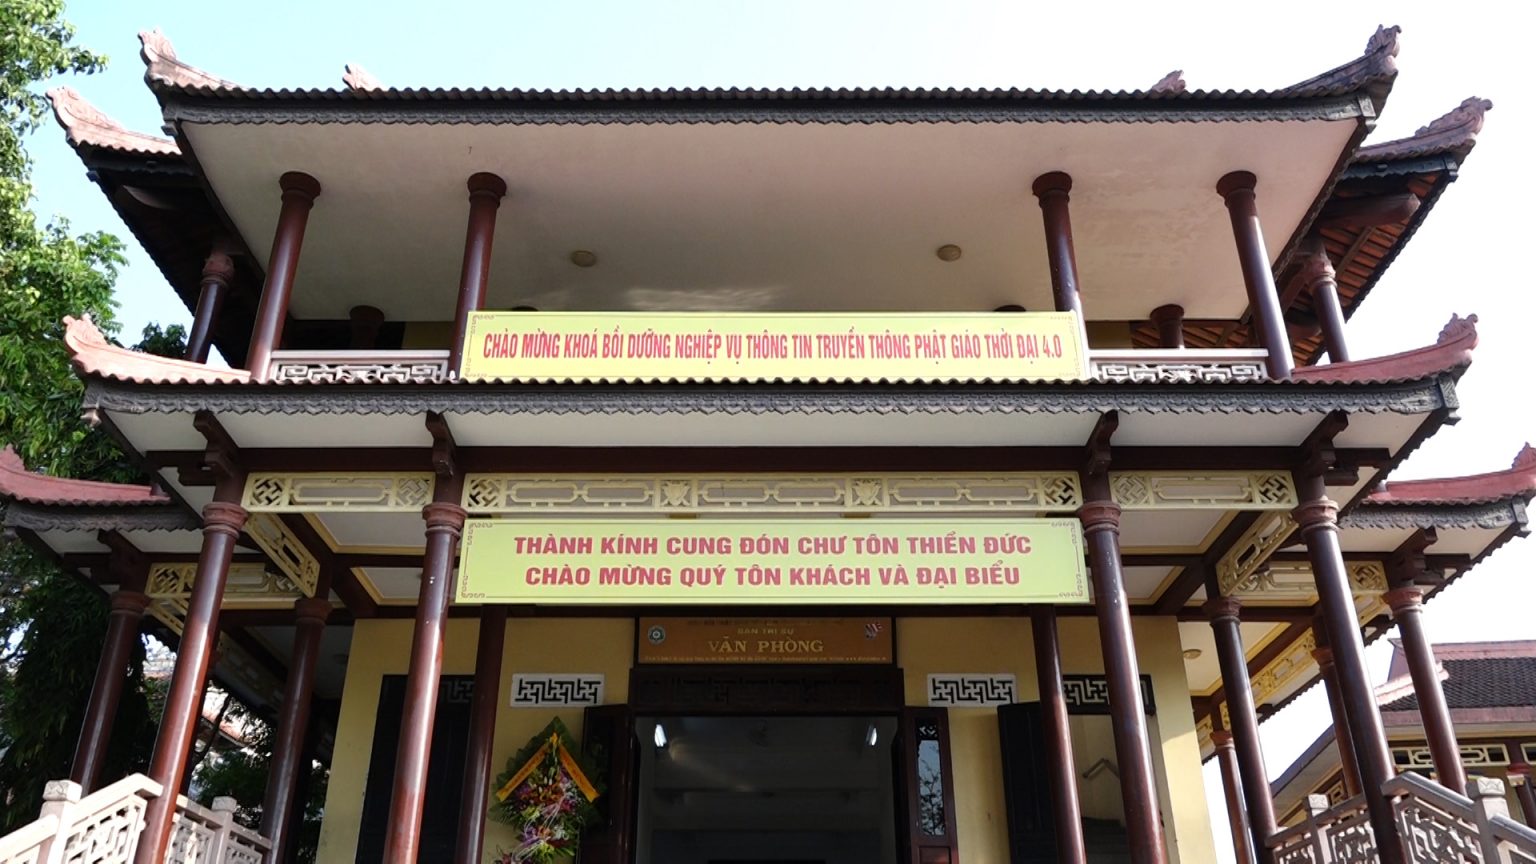 CHÀO MỪNG KHOÁ BỒI DƯỠNG NGHIỆP VỤ THÔNG TIN TRUYỀN THÔNG PHẬT GIÁO THỜI ĐẠI 4.0
THÀNH KÍNH CUNG ĐÓN CHƯ TÔN THIỀN ĐỨC
CHÀO MỪNG QUÝ TÔN KHÁCH VÀ ĐẠI BIỂU
BAN TRỊ SỰ
VĂN PHÒNG